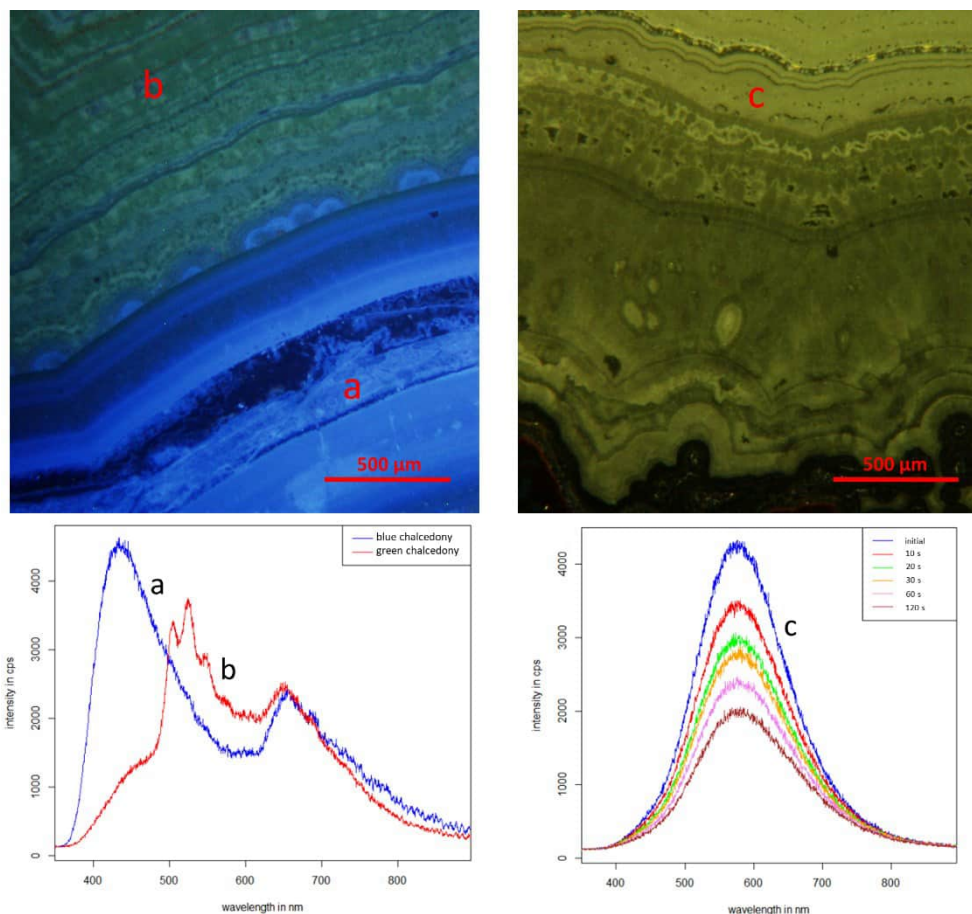 b
a
500 µm
c
500 µm
blue chalcedony
green chalcedony
a
b
intensity in cps
0
1000
2000
3000
4000
400
500
600
700
800
wavelength in nm
initial
10 s
20 s
30 s
60 s
120 s
c
intensity in cps
0
1000
2000
3000
4000
400
500
600
700
800
wavelength in nm